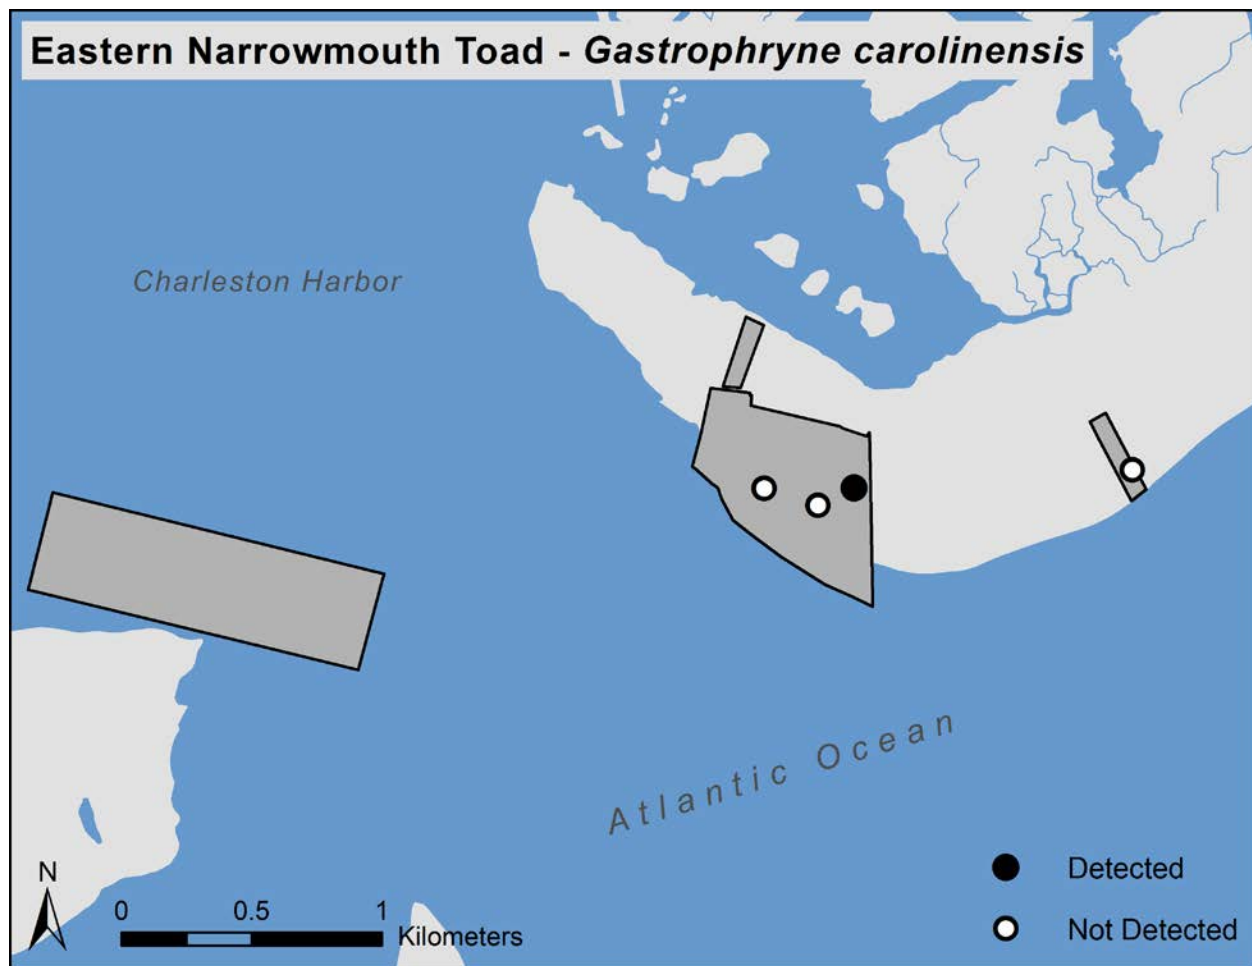 Eastern Narrowmouth Toad - Gastrophryne carolinensis
Charleston Harbor
Atlantic Ocean
N
0 0.5 1
Kilometers
Detected
Not Detected